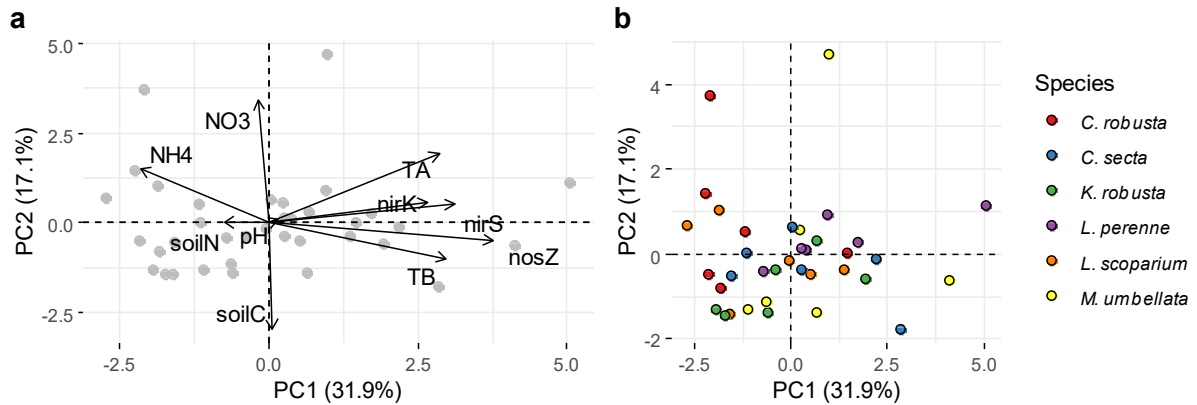 a
PC2 (17.1%)
5.0
2.5
0.0
-2.5
NO3
NH4
TA
nirK
nirS
soilN
pH
nosZ
TB
soilC
-2.5
0.0
2.5
5.0
PC1 (31.9%)
b
PC2 (17.1%)
4
2
0
-2
-2.5
0.0
2.5
5.0
PC1 (31.9%)
Species
C. robusta
C. secta
K. robusta
L. perenne
L. scoparium
M. umbellata